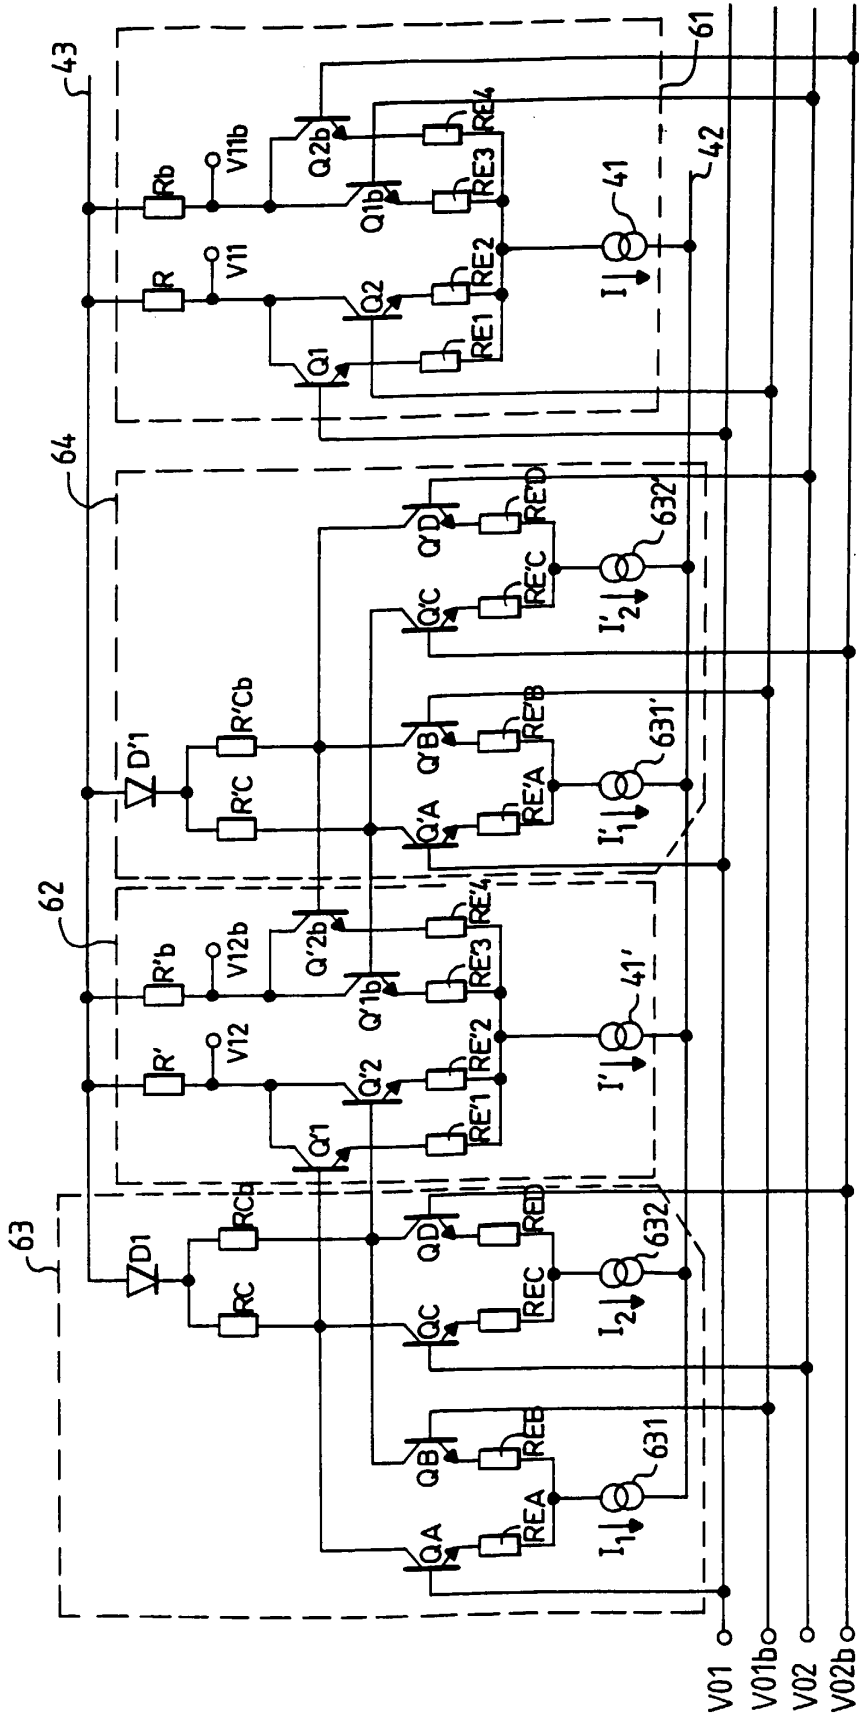 63
62
64
43
D1
D'1
RC
RCb
R'
R'b
R'C
R'Cb
R
Rb
V12
V12b
V11
V11b
Q'1
Q'2
Q'1b
Q'2b
Q1
Q2
Q1b
Q2b
QA
QB
QC
QD
Q'A
Q'B
Q'C
Q'D
REA
REB
REC
RED
RE'1
RE'2
RE'3
RE'4
RE'A
RE'B
RE'C
RE'D
RE1
RE2
RE3
RE4
I1
631
I2
632
I'
41'
I'1
631'
I'2
632'
I
41
42
61
V01
V01b
V02
V02b